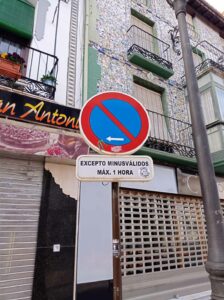 an Anton
EXCEPTO MINUSVÁLIDOS
MÁX. 1 HORA